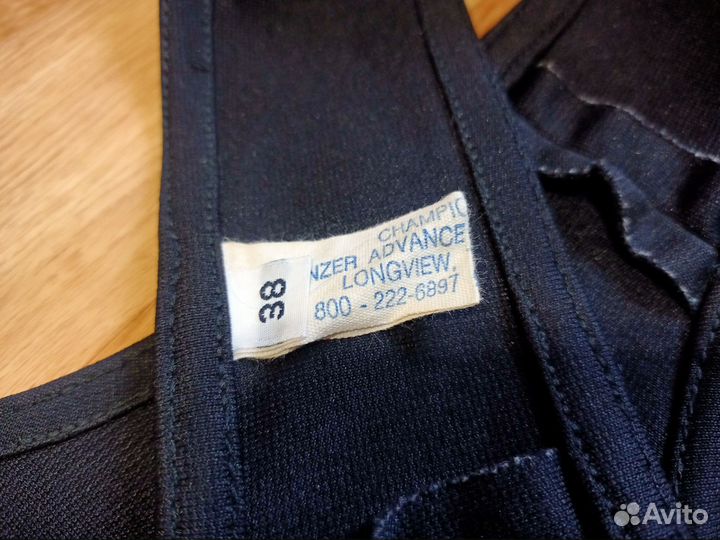 CHAMPIO
NZER ADVANCE
LONGVIEW,
800 - 222-6897
38
Avito